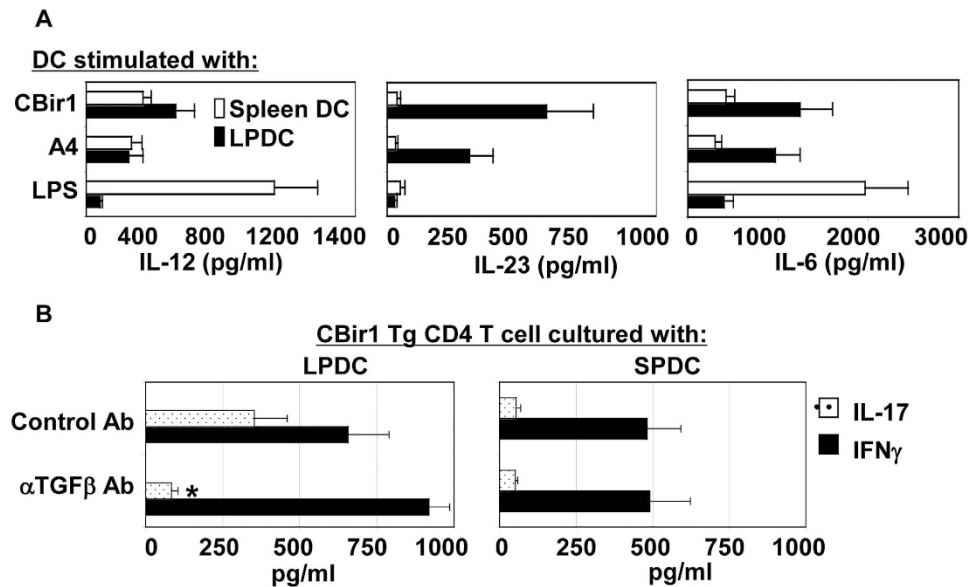 A
DC stimulated with:
CBir1
A4
LPS
Spleen DC
LPDC
0 400 800 1200 1400
IL-12 (pg/ml)
0 250 500 750 1000
IL-23 (pg/ml)
0 1000 2000 3000
IL-6 (pg/ml)
B
CBir1 Tg CD4 T cell cultured with:
LPDC
SPDC
Control Ab
αTGFβ Ab
*
IL-17
IFNγ
0 250 500 750 1000
pg/ml
0 250 500 750 1000
pg/ml